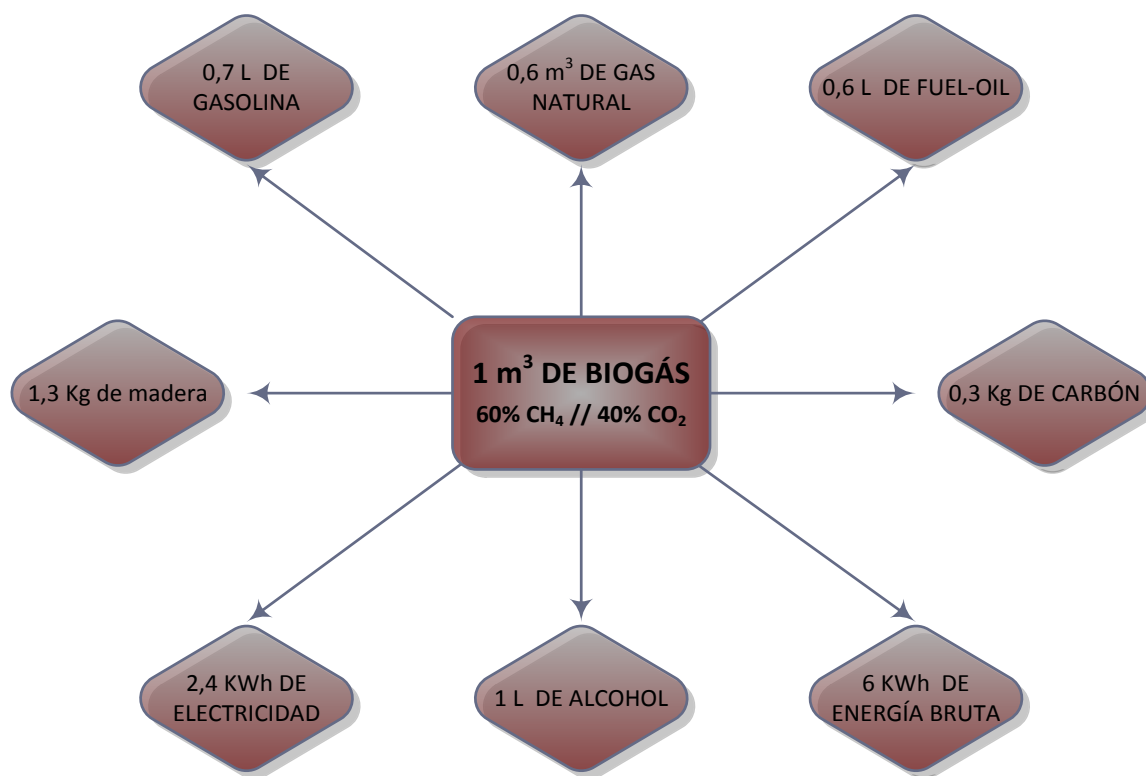 0,7 L DE
GASOLINA
0,6 m³ DE GAS
NATURAL
0,6 L DE FUEL-OIL
1,3 Kg de madera
1 m³ DE BIOGÁS
60% CH₄ // 40% CO₂
0,3 Kg DE CARBÓN
2,4 KWh DE
ELECTRICIDAD
1 L DE ALCOHOL
6 KWh DE
ENERGÍA BRUTA